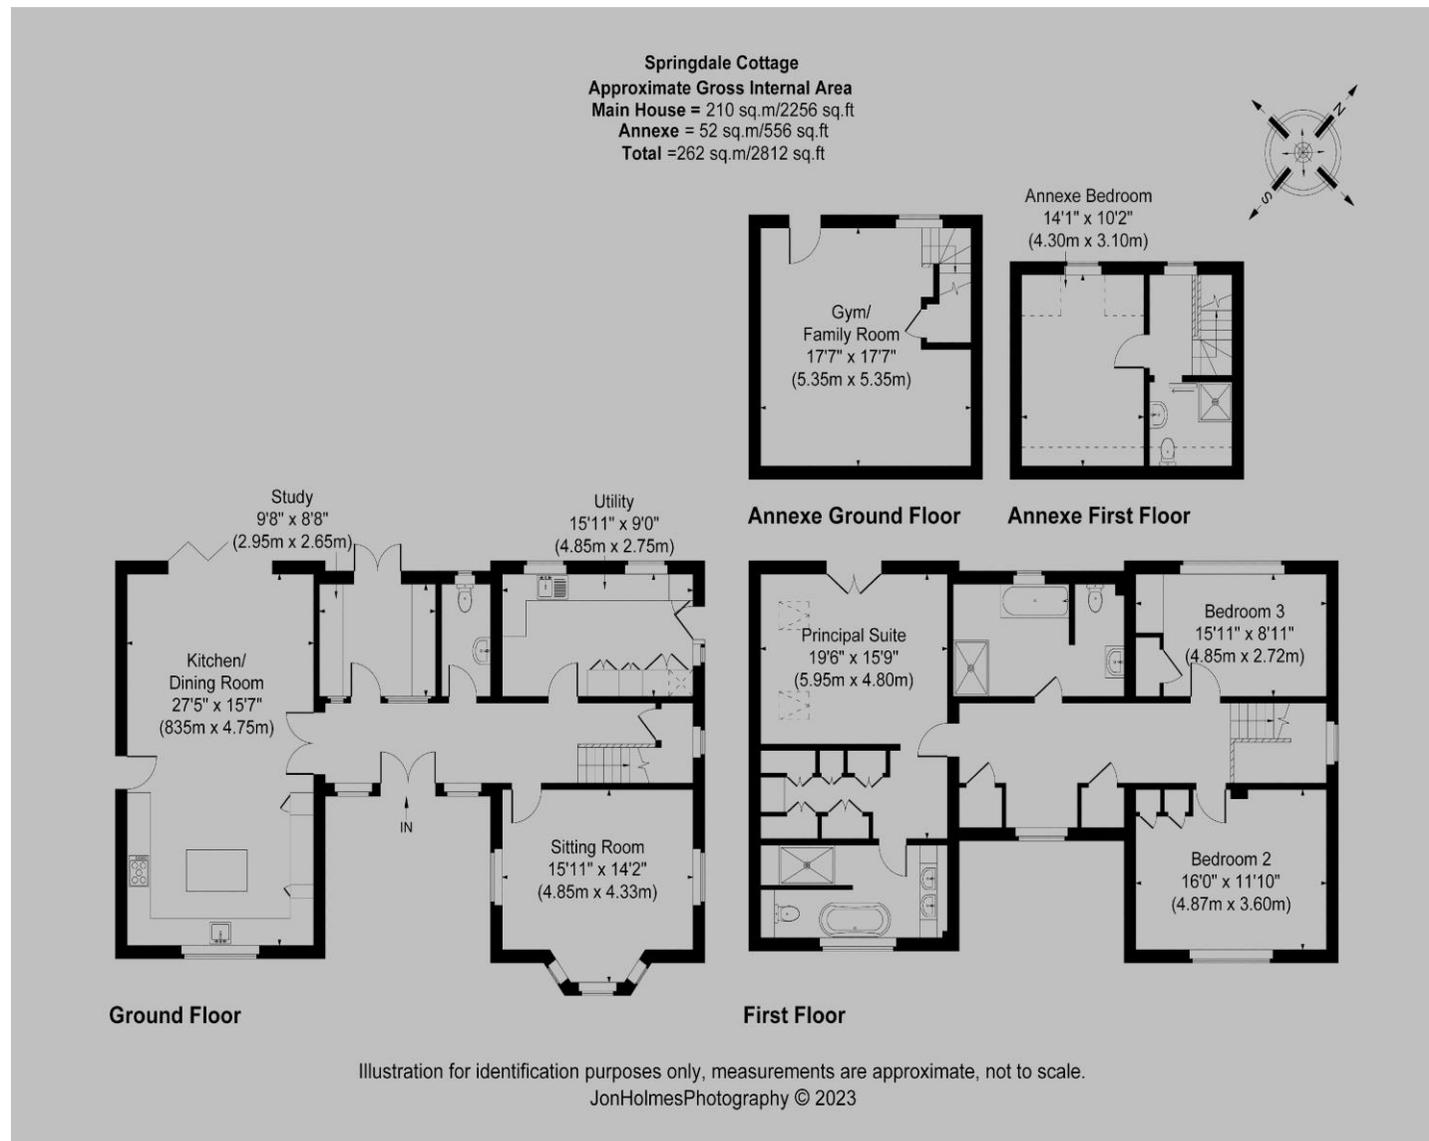 Springdale Cottage
Approximate Gross Internal Area
Main House = 210 sq.m/2256 sq.ft
Annexe = 52 sq.m/556 sq.ft
Total =262 sq.m/2812 sq.ft
N
S
Annexe Bedroom
14'1" x 10'2"
(4.30m x 3.10m)
Gym/
Family Room
17'7" x 17'7"
(5.35m x 5.35m)
Annexe Ground Floor
Annexe First Floor
Study
9'8" x 8'8"
(2.95m x 2.65m)
Utility
15'11" x 9'0"
(4.85m x 2.75m)
Kitchen/
Dining Room
27'5" x 15'7"
(835m x 4.75m)
IN
Sitting Room
15'11" x 14'2"
(4.85m x 4.33m)
Ground Floor
Principal Suite
19'6" x 15'9"
(5.95m x 4.80m)
Bedroom 3
15'11" x 8'11"
(4.85m x 2.72m)
Bedroom 2
16'0" x 11'10"
(4.87m x 3.60m)
First Floor
Illustration for identification purposes only, measurements are approximate, not to scale.
JonHolmesPhotography © 2023